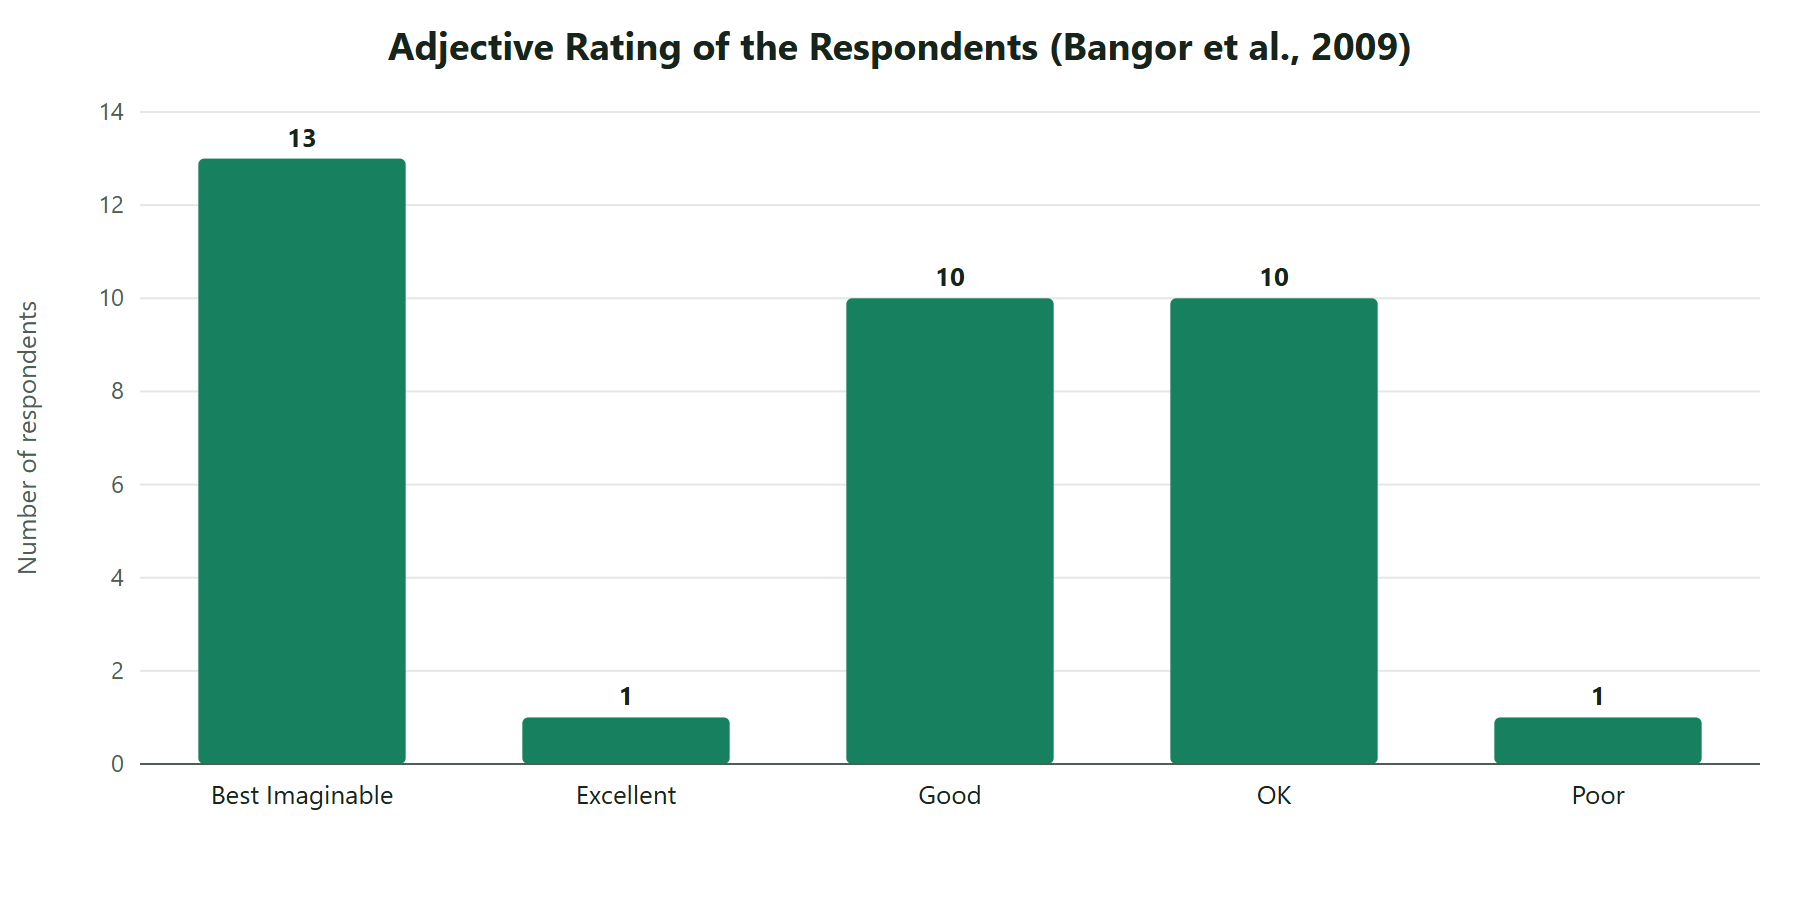 Adjective Rating of the Respondents (Bangor et al., 2009)
Number of respondents
14
12
10
8
6
4
2
0
13
1
10
10
1
Best Imaginable
Excellent
Good
OK
Poor